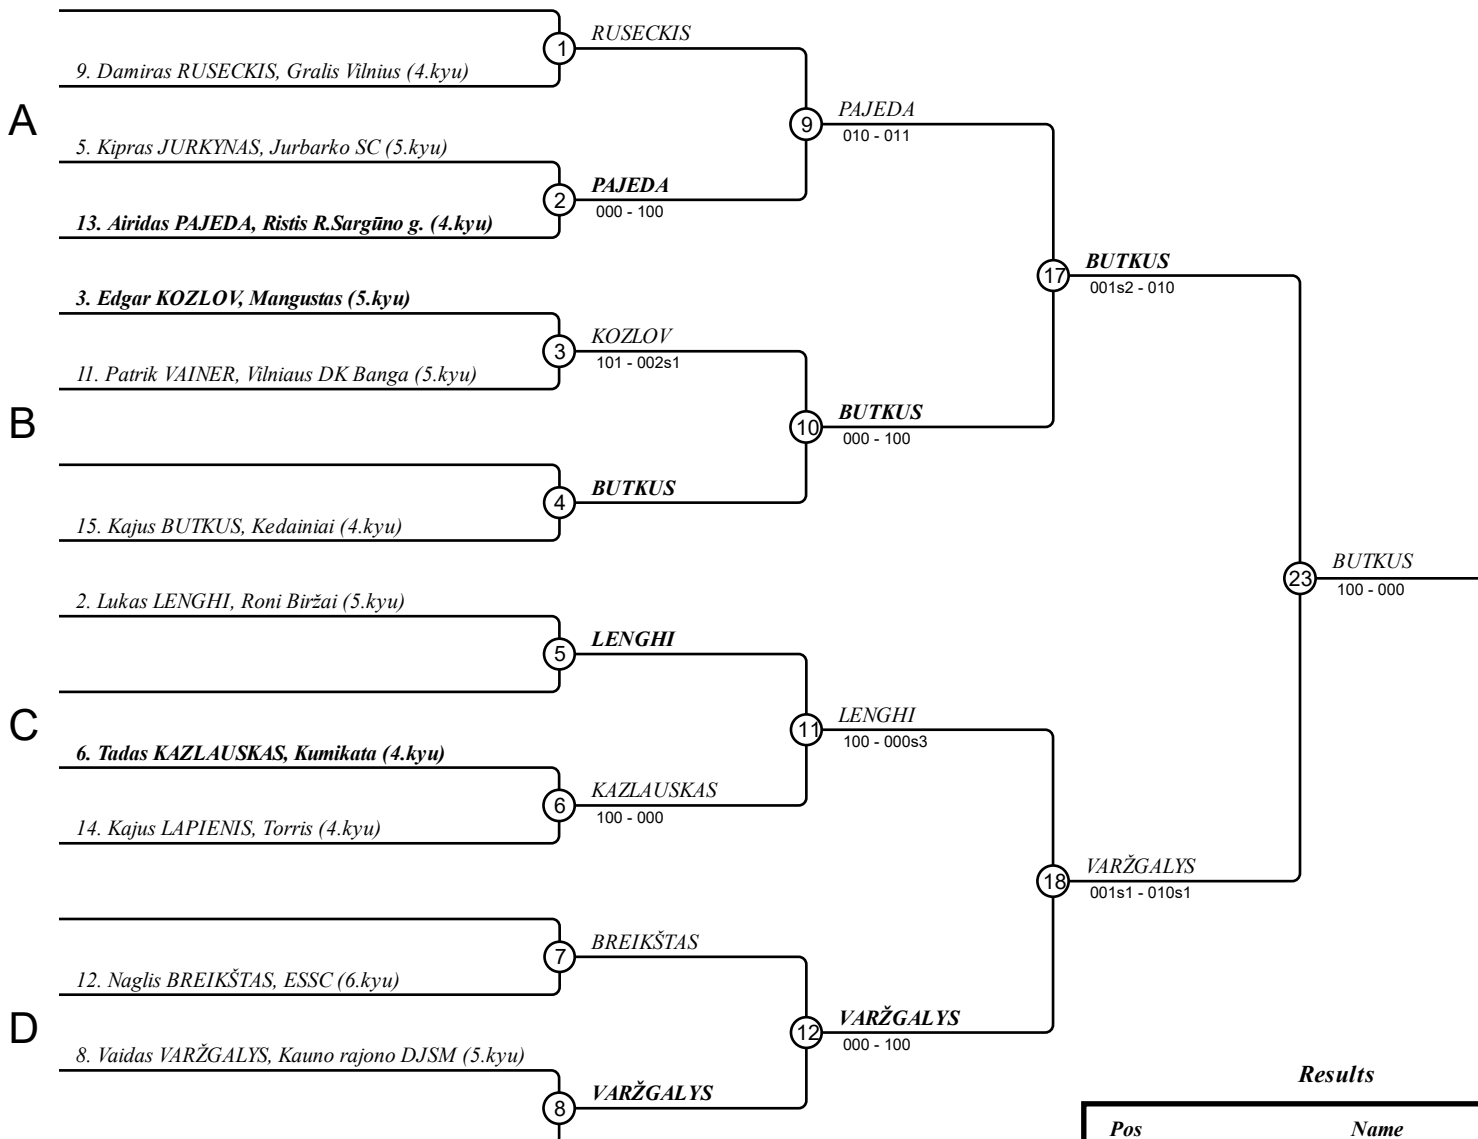 RUSECKIS
1
9. Damiras RUSECKIS, Gralis Vilnius (4.kyu)
A
PAJEDA
9
010 - 011
5. Kipras JURKYNAS, Jurbarko SC (5.kyu)
PAJEDA
2
000 - 100
13. Airidas PAJEDA, Ristis R.Sargūno g. (4.kyu)
BUTKUS
17
001s2 - 010
3. Edgar KOZLOV, Mangustas (5.kyu)
KOZLOV
3
101 - 002s1
11. Patrik VAINER, Vilniaus DK Banga (5.kyu)
B
BUTKUS
10
000 - 100
BUTKUS
4
15. Kajus BUTKUS, Kedainiai (4.kyu)
BUTKUS
23
100 - 000
2. Lukas LENGHI, Roni Biržai (5.kyu)
LENGHI
5
C
LENGHI
11
100 - 000s3
6. Tadas KAZLAUSKAS, Kumikata (4.kyu)
KAZLAUSKAS
6
100 - 000
14. Kajus LAPIENIS, Torris (4.kyu)
VARŽGALYS
18
001s1 - 010s1
BREIKŠTAS
7
12. Naglis BREIKŠTAS, ESSC (6.kyu)
D
VARŽGALYS
12
000 - 100
8. Vaidas VARŽGALYS, Kauno rajono DJSM (5.kyu)
VARŽGALYS
8
Results
Pos Name